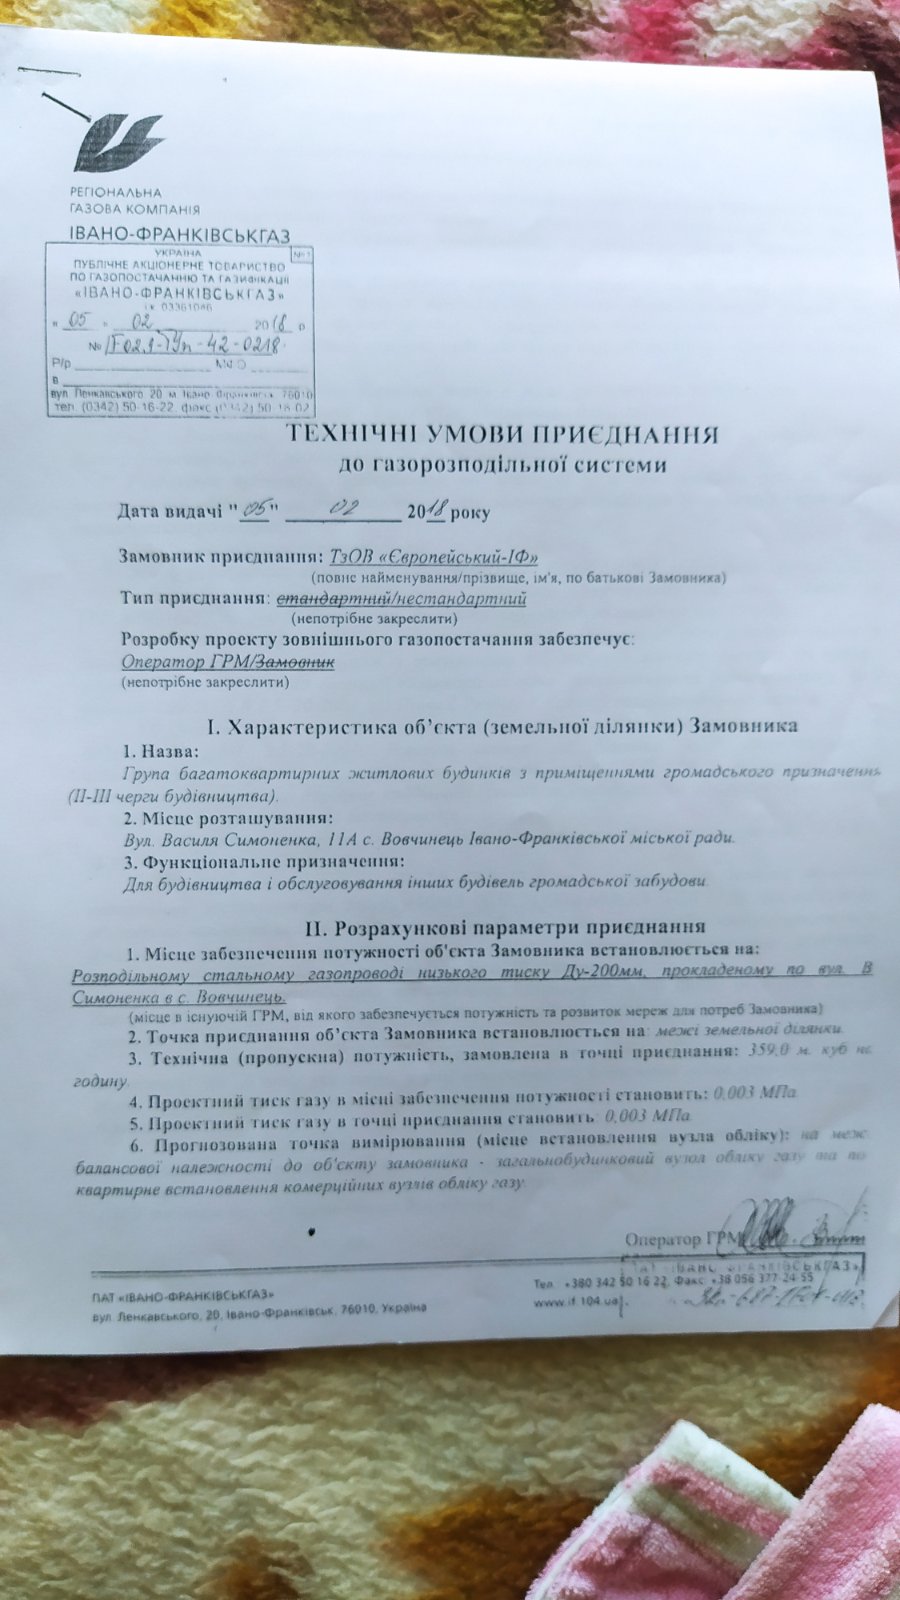 РЕГІОНАЛЬНА
ГАЗОВА КОМПАНІЯ
ІВАНО-ФРАНКІВСЬКГАЗ
УКРАЇНА №1
ПУБЛІЧНЕ АКЦІОНЕРНЕ ТОВАРИСТВО
ПО ГАЗОПОСТАЧАННЮ ТА ГАЗИФІКАЦІЇ
«ІВАНО-ФРАНКІВСЬКГАЗ»
і.к. 03361046
« 05 » 02 2018 р
№ IF02.1-ТУп-42-0218
Р/р МФО
в
вул. Ленкавського, 20 м. Івано-Франківськ, 76010
тел. (0342) 50-16-22, факс (0342) 50-16-02
ТЕХНІЧНІ УМОВИ ПРИЄДНАННЯ
до газорозподільної системи
Дата видачі "05" 02 2018 року
Замовник приєднання: ТзОВ «Європейський-ІФ»
(повне найменування/прізвище, ім'я, по батькові Замовника)
Тип приєднання: стандартний/нестандартний
(непотрібне закреслити)
Розробку проекту зовнішнього газопостачання забезпечує:
Оператор ГРМ/Замовник
(непотрібне закреслити)
І. Характеристика об'єкта (земельної ділянки) Замовника
1. Назва:
Група багатоквартирних житлових будинків з приміщеннями громадського призначення
(ІІ-ІІІ черги будівництва).
2. Місце розташування:
Вул. Василя Симоненка, 11А с. Вовчинець Івано-Франківської міської ради.
3. Функціональне призначення:
Для будівництва і обслуговування інших будівель громадської забудови.
ІІ. Розрахункові параметри приєднання
1. Місце забезпечення потужності об'єкта Замовника встановлюється на:
Розподільному стальному газопроводі низького тиску Ду-200мм, прокладеному по вул. В
Симоненка в с. Вовчинець.
(місце в існуючій ГРМ, від якого забезпечується потужність та розвиток мереж для потреб Замовника)
2. Точка приєднання об'єкта Замовника встановлюється на: межі земельної ділянки.
3. Технічна (пропускна) потужність, замовлена в точці приєднання: 359,0 м. куб на
годину.
4. Проектний тиск газу в місці забезпечення потужності становить: 0,003 МПа
5. Проектний тиск газу в точці приєднання становить: 0,003 МПа
6. Прогнозована точка вимірювання (місце встановлення вузла обліку): на межі
балансової належності до об'єкту замовника - загальнобудинковий вузол обліку газу та по
квартирне встановлення комерційних вузлів обліку газу.
Оператор ГРМ
ПАТ «ІВАНО-ФРАНКІВСЬКГАЗ»
ПАТ «ІВАНО-ФРАНКІВСЬКГАЗ»
вул. Ленкавського, 20, Івано-Франківськ, 76010, Україна
Тел.: +380 342 50 16 22, Факс: +38 056 377-24-55
www.if.104.ua